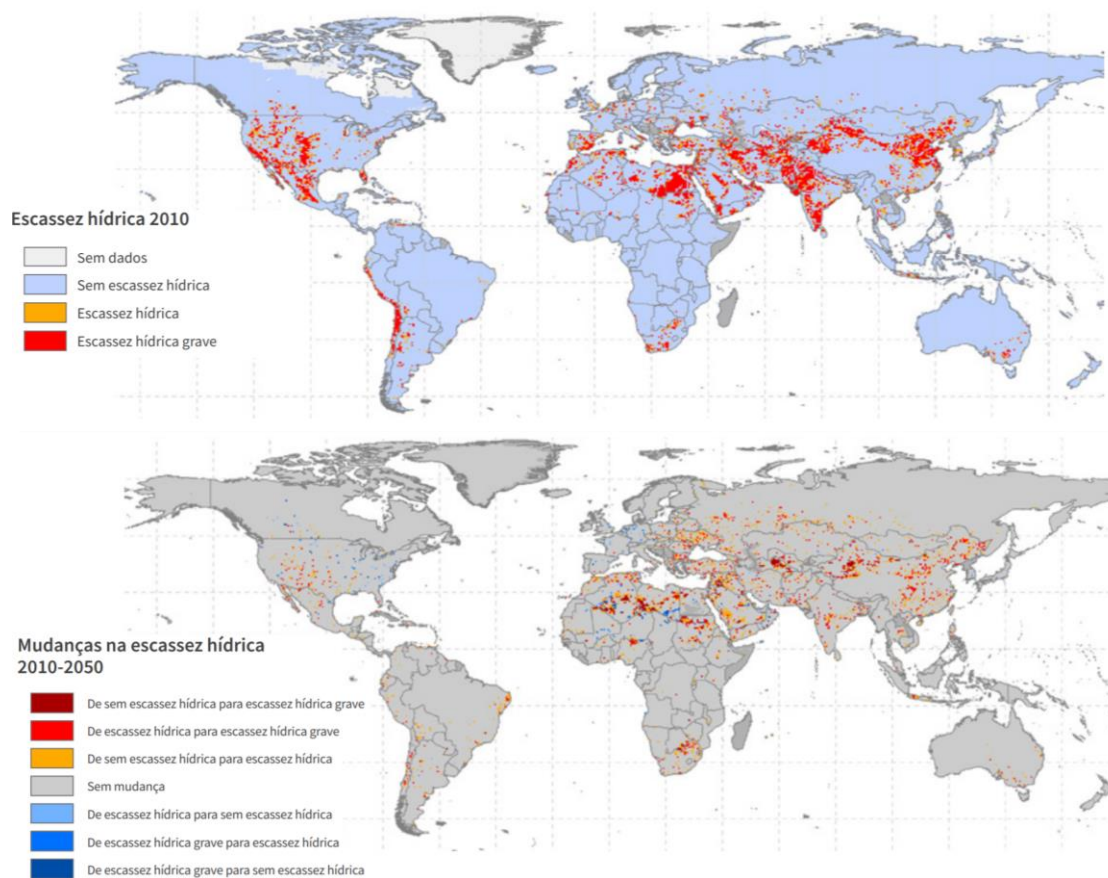 Escassez hídrica 2010
Sem dados
Sem escassez hídrica
Escassez hídrica
Escassez hídrica grave
Mudanças na escassez hídrica
2010-2050
De sem escassez hídrica para escassez hídrica grave
De escassez hídrica para escassez hídrica grave
De sem escassez hídrica para escassez hídrica
Sem mudança
De escassez hídrica para sem escassez hídrica
De escassez hídrica grave para escassez hídrica
De escassez hídrica grave para sem escassez hídrica